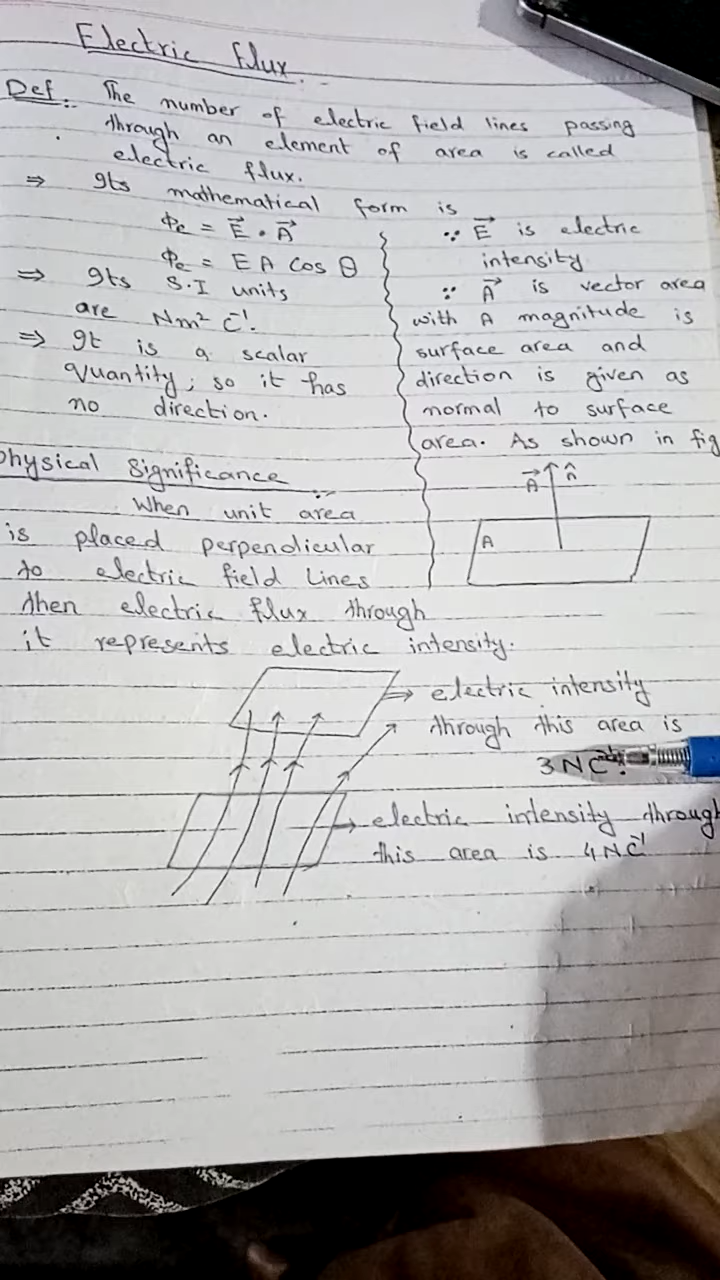 Electric flux.
Def. The number of electric field lines passing
through an element of area is called
electric flux.
⇒ Its mathematical form is
Φe = E⃗ . A⃗
Φe = E A cos θ
⇒ Its S.I units
are Nm² C⁻¹.
⇒ It is a scalar
quantity, so it has
no direction.
∵ E⃗ is electric
intensity
∵ A⃗ is vector area
with A magnitude is
surface area and
direction is given as
normal to surface
area. As shown in fig
A⃗ n̂
A
Physical Significance
When unit area
is placed perpendicular
to electric field lines
then electric flux through
it represents electric intensity.
⇒ electric intensity
through this area is
3 NC⁻¹.
→ electric intensity through
this area is 4 NC⁻¹